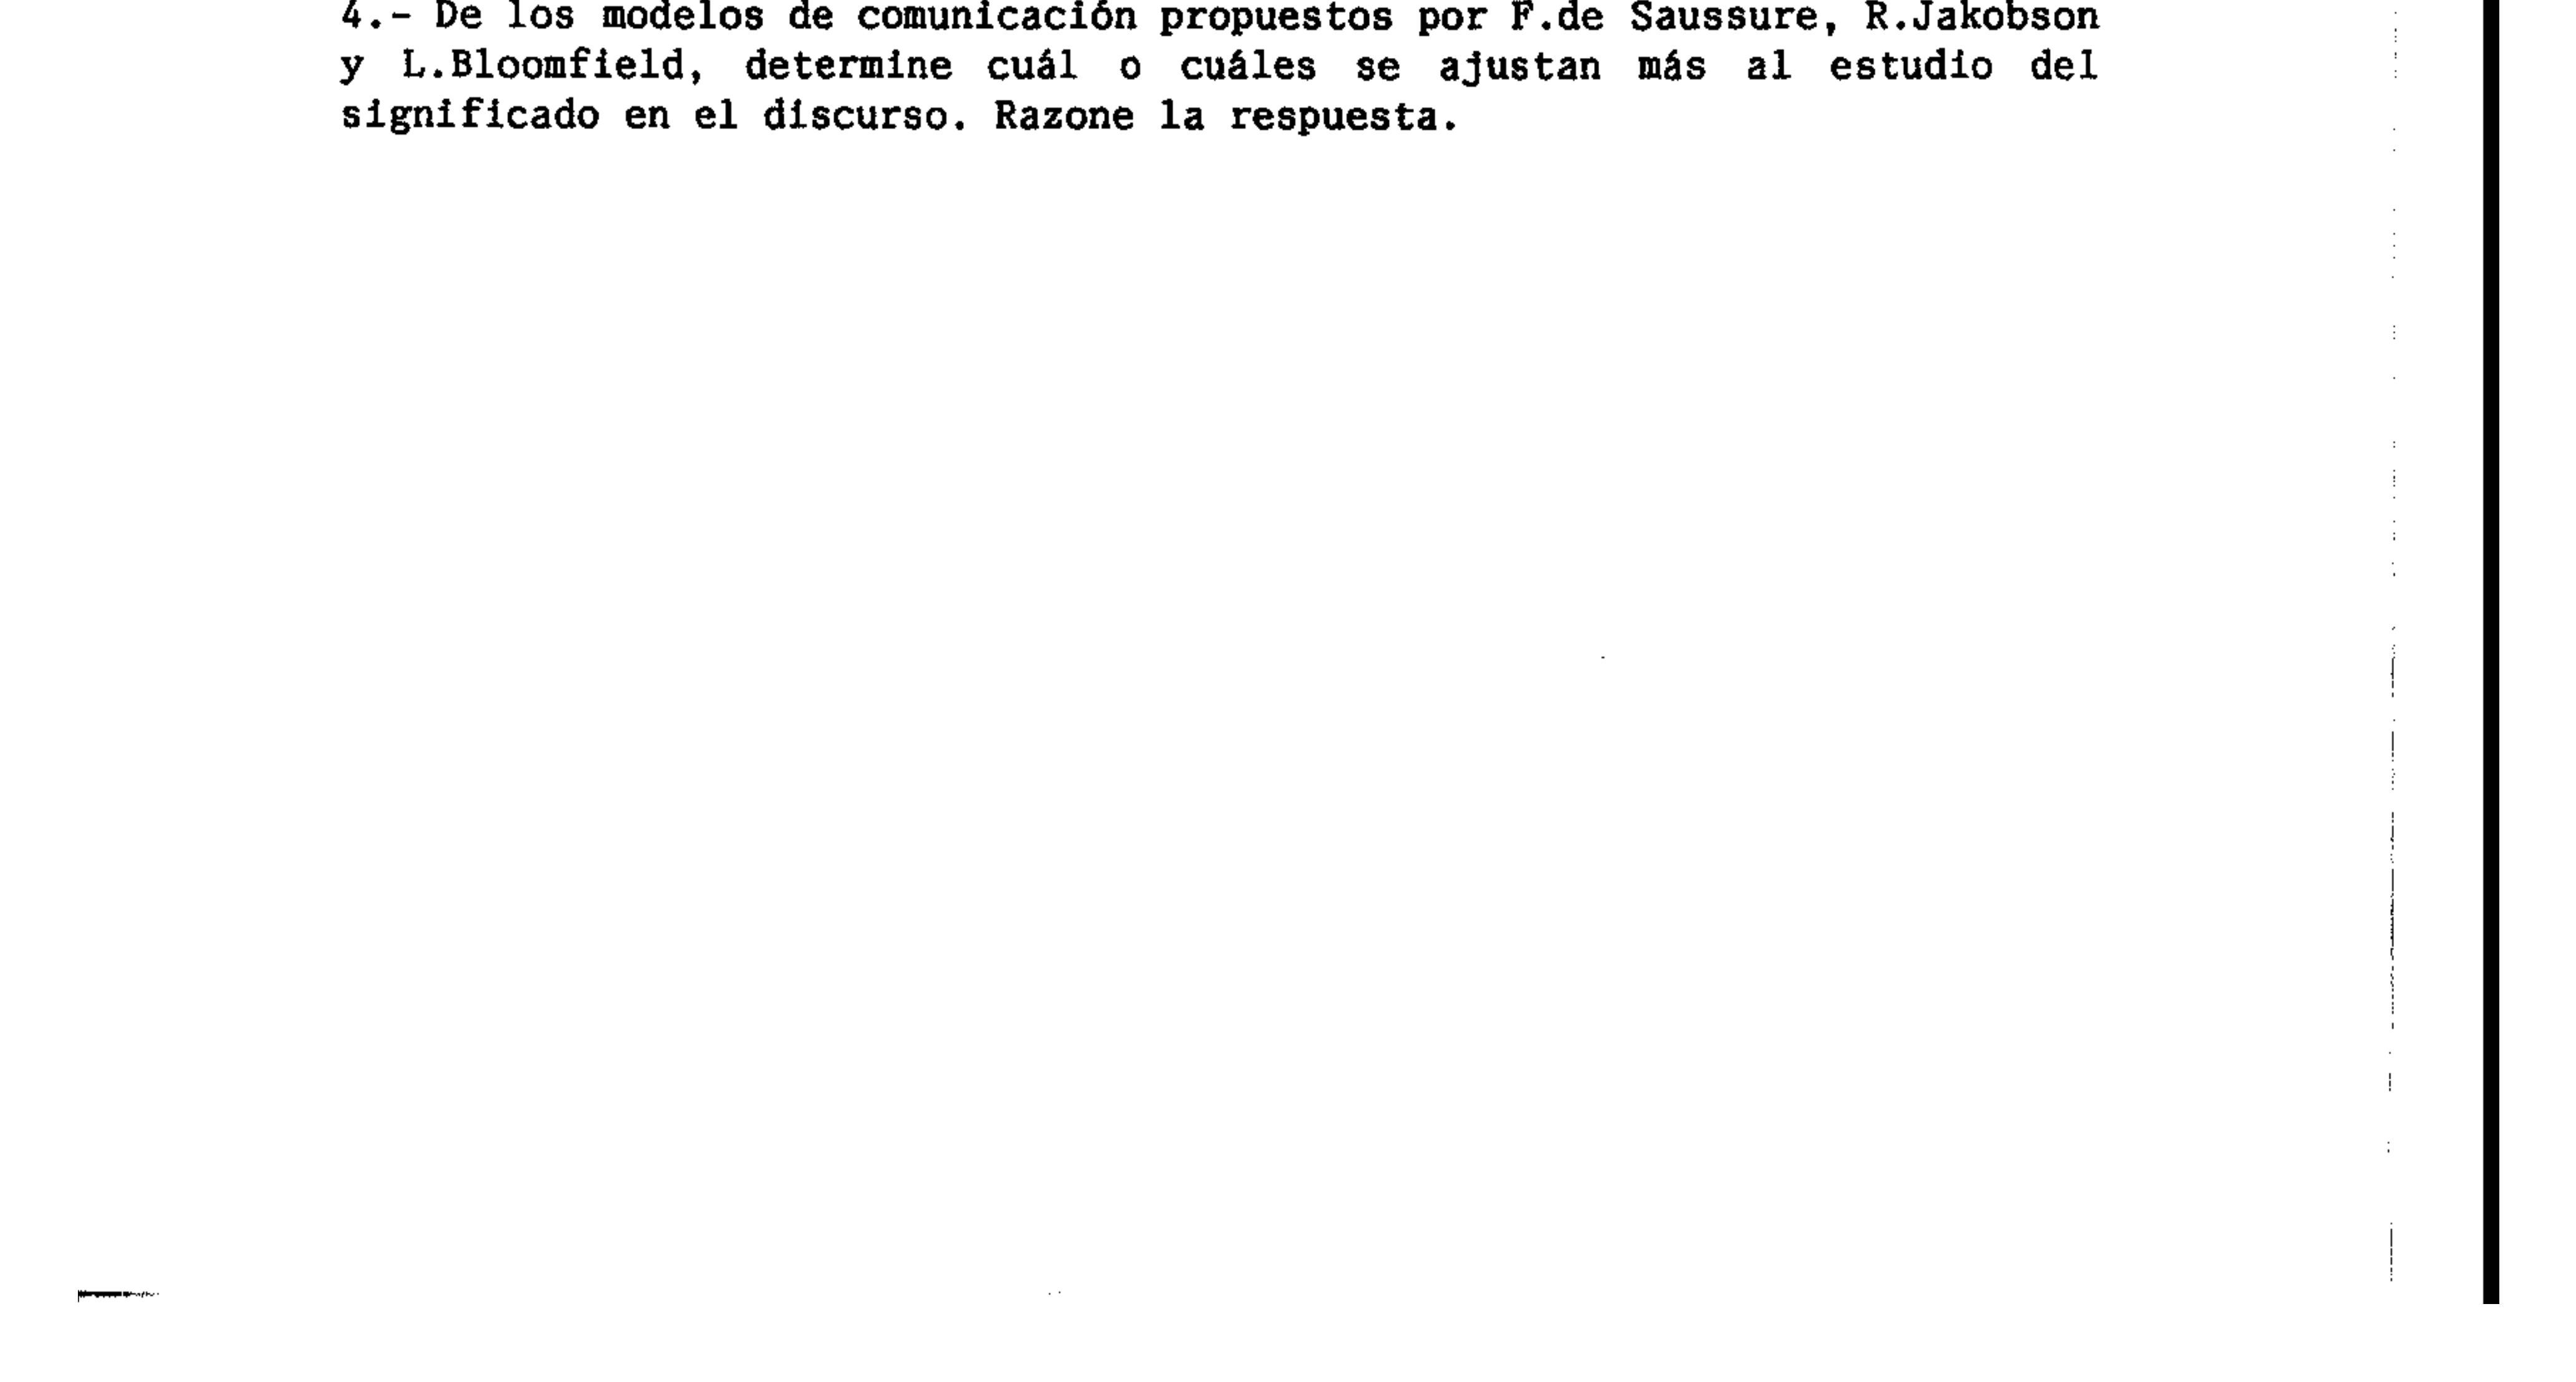 4.- De los modelos de comunicación propuestos por F.de Saussure, R.Jakobson
y L.Bloomfield, determine cuál o cuáles se ajustan más al estudio del
significado en el discurso. Razone la respuesta.